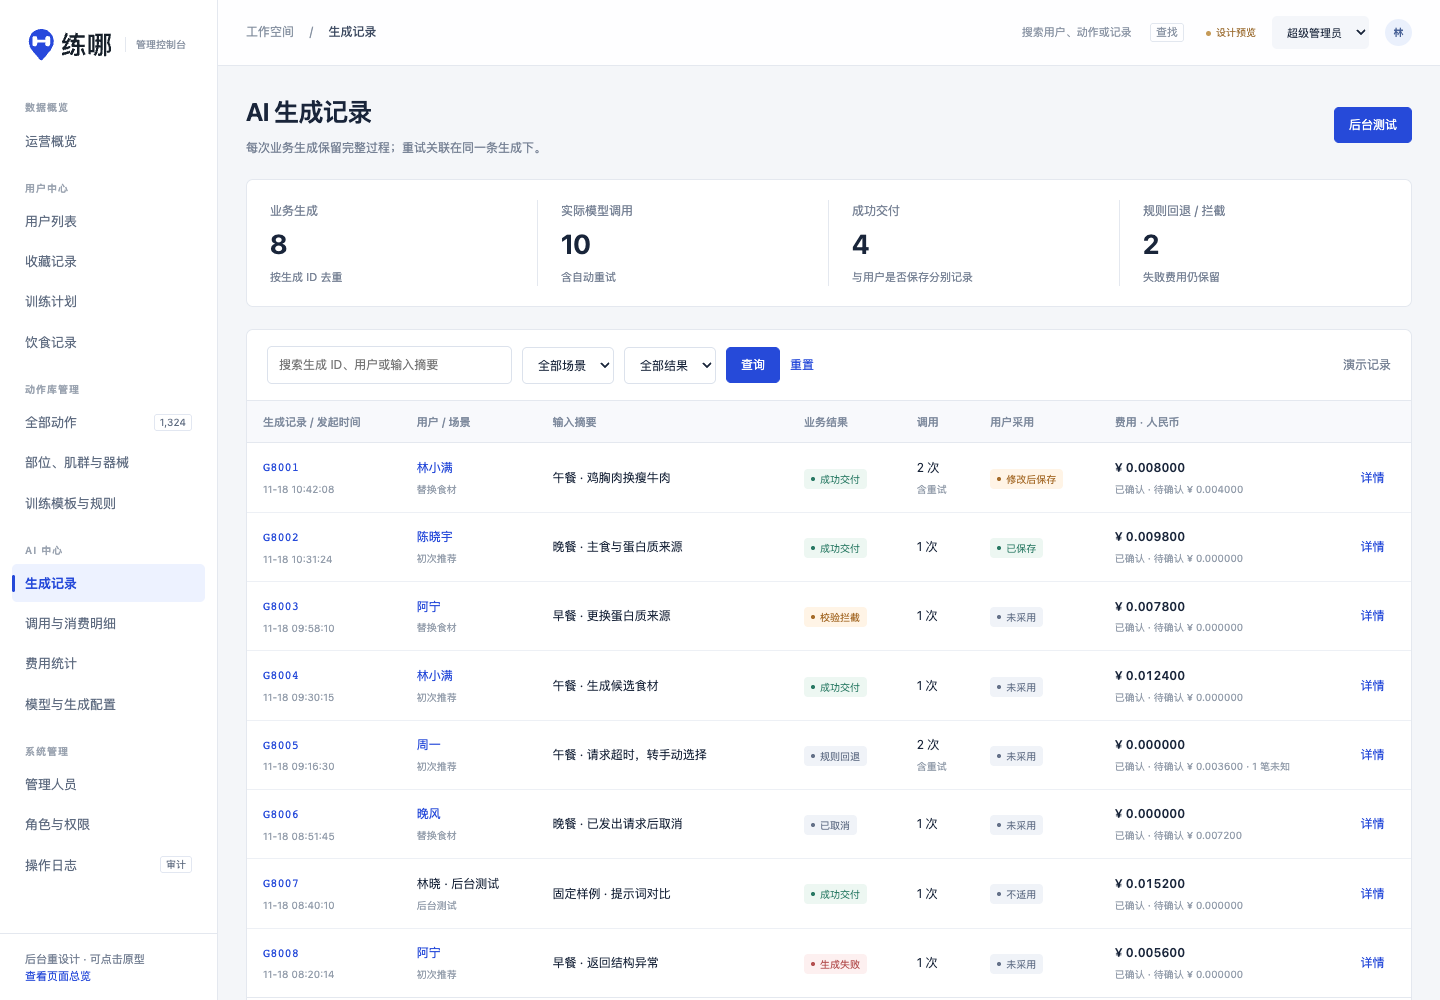 练哪 管理控制台
数据概览
运营概览
用户中心
用户列表
收藏记录
训练计划
饮食记录
动作库管理
全部动作 1,324
部位、肌群与器械
训练模板与规则
AI 中心
生成记录
调用与消费明细
费用统计
模型与生成配置
系统管理
管理人员
角色与权限
操作日志 审计
后台重设计 · 可点击原型
查看页面总览
工作空间 / 生成记录 搜索用户、动作或记录 查找 设计预览 超级管理员 林
AI 生成记录
每次业务生成保留完整过程；重试关联在同一条生成下。
后台测试
业务生成 实际模型调用 成功交付 规则回退 / 拦截
8 10 4 2
按生成 ID 去重 含自动重试 与用户是否保存分别记录 失败费用仍保留
搜索生成 ID、用户或输入摘要 全部场景 全部结果 查询 重置 演示记录
生成记录 / 发起时间 用户 / 场景 输入摘要 业务结果 调用 用户采用 费用 · 人民币
G8001 林小满 午餐 · 鸡胸肉换瘦牛肉 成功交付 2 次 修改后保存 ¥ 0.008000 详情
11-18 10:42:08 替换食材 含重试 已确认 · 待确认 ¥ 0.004000
G8002 陈晓宇 晚餐 · 主食与蛋白质来源 成功交付 1 次 已保存 ¥ 0.009800 详情
11-18 10:31:24 初次推荐 已确认 · 待确认 ¥ 0.000000
G8003 阿宁 早餐 · 更换蛋白质来源 校验拦截 1 次 未采用 ¥ 0.007800 详情
11-18 09:58:10 替换食材 已确认 · 待确认 ¥ 0.000000
G8004 林小满 午餐 · 生成候选食材 成功交付 1 次 未采用 ¥ 0.012400 详情
11-18 09:30:15 初次推荐 已确认 · 待确认 ¥ 0.000000
G8005 周一 午餐 · 请求超时，转手动选择 规则回退 2 次 未采用 ¥ 0.000000 详情
11-18 09:16:30 初次推荐 含重试 已确认 · 待确认 ¥ 0.003600 · 1 笔未知
G8006 晚风 晚餐 · 已发出请求后取消 已取消 1 次 未采用 ¥ 0.000000 详情
11-18 08:51:45 替换食材 已确认 · 待确认 ¥ 0.007200
G8007 林晓 · 后台测试 固定样例 · 提示词对比 成功交付 1 次 不适用 ¥ 0.015200 详情
11-18 08:40:10 后台测试 已确认 · 待确认 ¥ 0.000000
G8008 阿宁 早餐 · 返回结构异常 生成失败 1 次 未采用 ¥ 0.005600 详情
11-18 08:20:14 初次推荐 已确认 · 待确认 ¥ 0.000000